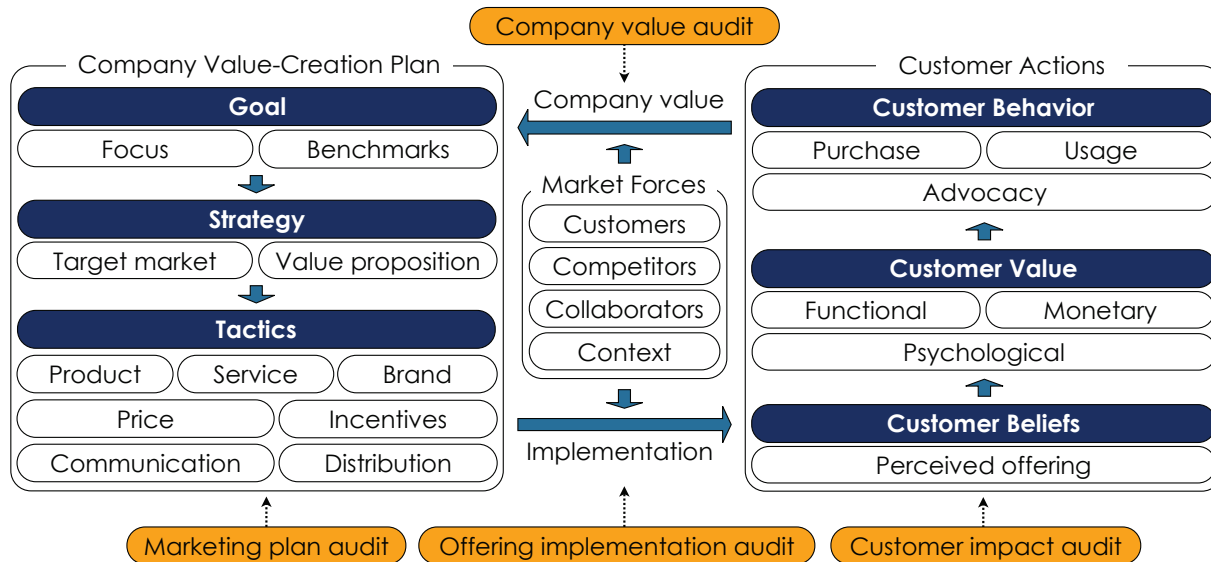 Company value audit
Company Value-Creation Plan
Goal
Focus
Benchmarks
Strategy
Target market
Value proposition
Tactics
Product
Service
Brand
Price
Incentives
Communication
Distribution
Company value
Market Forces
Customers
Competitors
Collaborators
Context
Implementation
Customer Actions
Customer Behavior
Purchase
Usage
Advocacy
Customer Value
Functional
Monetary
Psychological
Customer Beliefs
Perceived offering
Marketing plan audit
Offering implementation audit
Customer impact audit